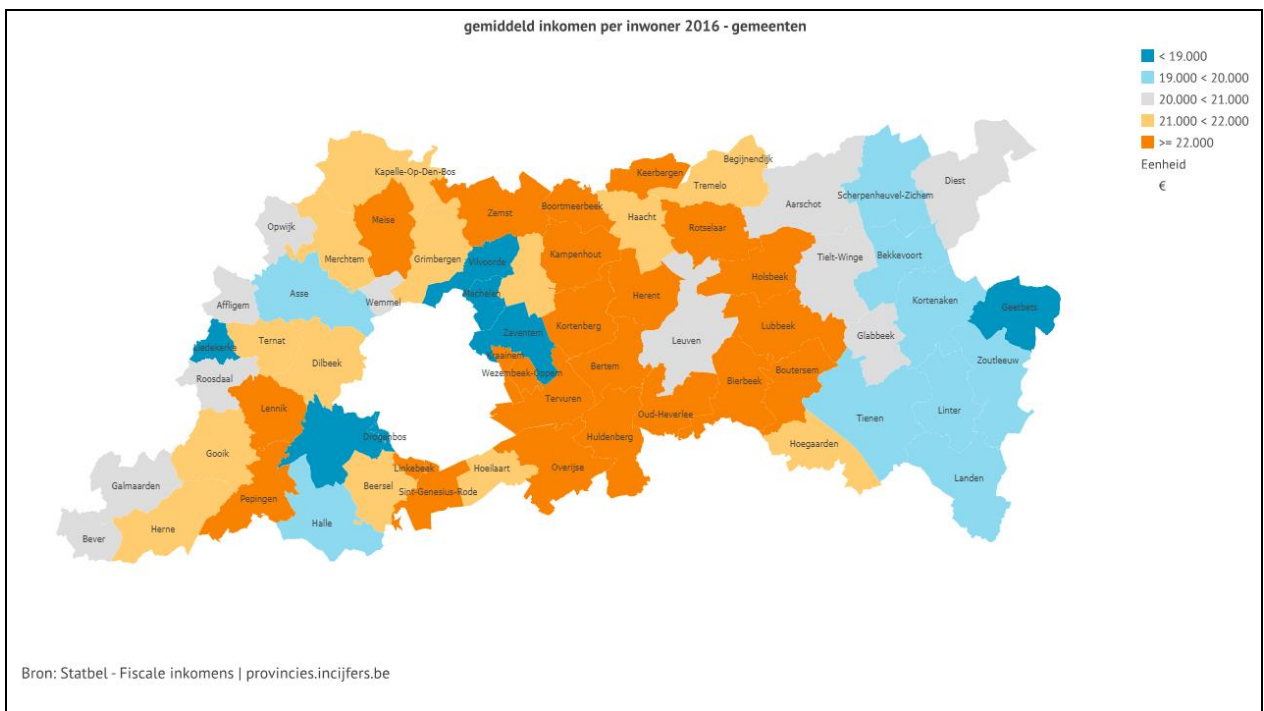 gemiddeld inkomen per inwoner 2016 - gemeenten
< 19.000
19.000 < 20.000
20.000 < 21.000
21.000 < 22.000
>= 22.000
Eenheid
€
Begijnendijk
Kapelle-Op-Den-Bos
Keerbergen
Tremelo
Diest
Scherpenheuvel-Zichem
Boortmeerbeek
Aarschot
Zemst
Haacht
Meise
Opwijk
Rotselaar
Kampenhout
Bekkevoort
Tielt-Winge
Merchtem
Grimbergen
Vilvoorde
Holsbeek
Asse
Machelen
Herent
Kortenaken
Wemmel
Affligem
Geetbets
Kortenberg
Lubbeek
Zaventem
Glabbeek
Ternat
Leuven
Liedekerke
Kraainem
Zoutleeuw
Dilbeek
Bertem
Wezembeek-Oppem
Boutersem
Roosdaal
Bierbeek
Tervuren
Lennik
Linter
Oud-Heverlee
Tienen
Drogenbos
Huldenberg
Hoegaarden
Gooik
Linkebeek
Hoeilaart
Overijse
Landen
Galmaarden
Beersel
Sint-Genesius-Rode
Pepingen
Halle
Herne
Bever
Bron: Statbel - Fiscale inkomens | provincies.incijfers.be